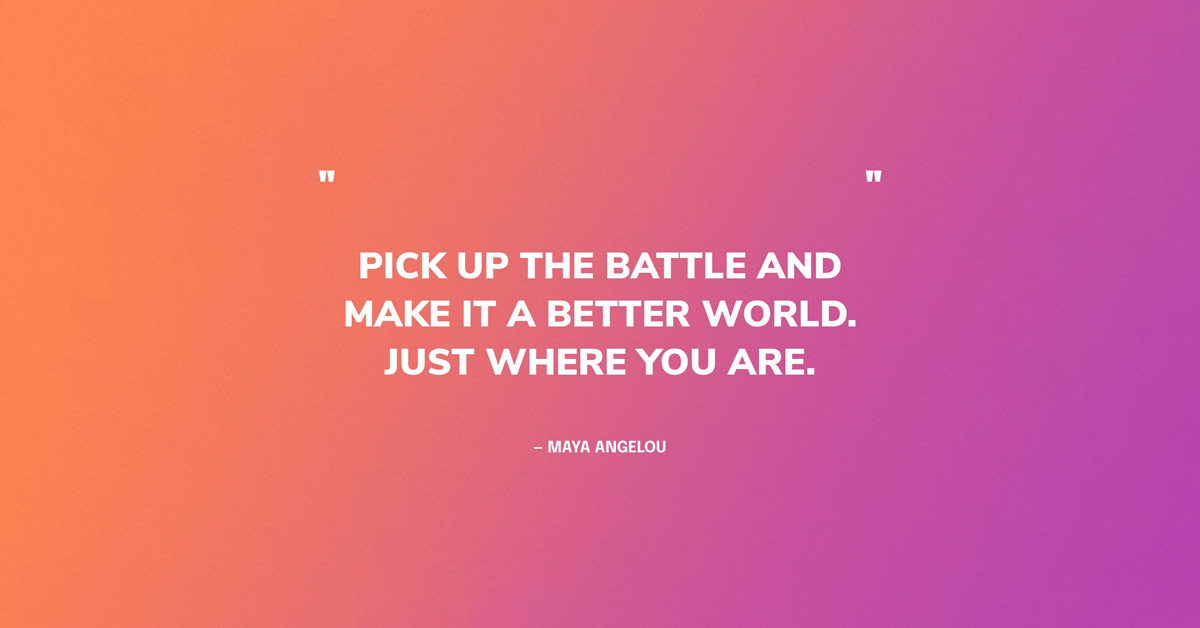 " "
PICK UP THE BATTLE AND
MAKE IT A BETTER WORLD.
JUST WHERE YOU ARE.
– MAYA ANGELOU